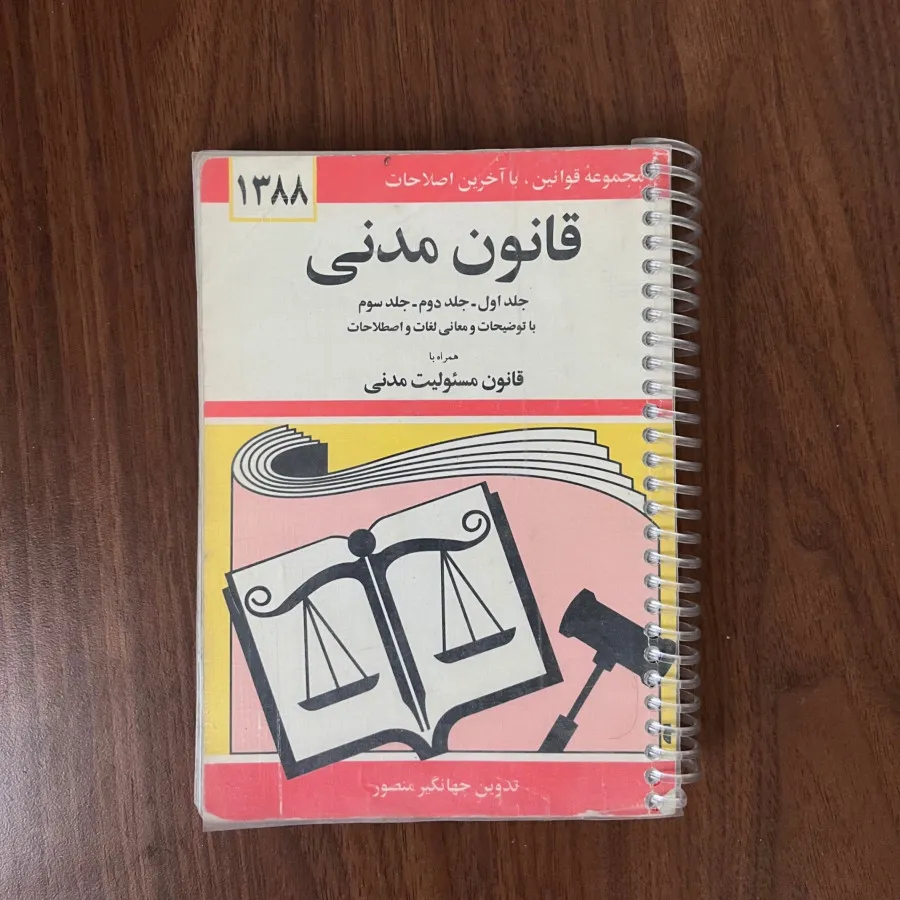 مجموعهٔ قوانین، با آخرین اصلاحات
۱۳۸۸
قانون مدنی
جلد اول - جلد دوم - جلد سوم
با توضیحات و معانی لغات و اصطلاحات
همراه با
قانون مسئولیت مدنی
تدوین جهانگیر منصور